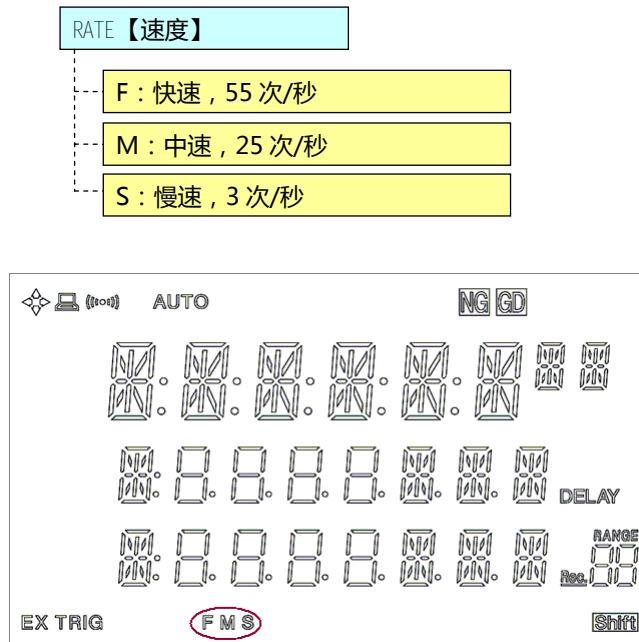 RATE【速度】
F：快速，55 次/秒
M：中速，25 次/秒
S：慢速，3 次/秒
AUTO NG GD
DELAY
RANGE
Rec.
EX TRIG F M S Shift